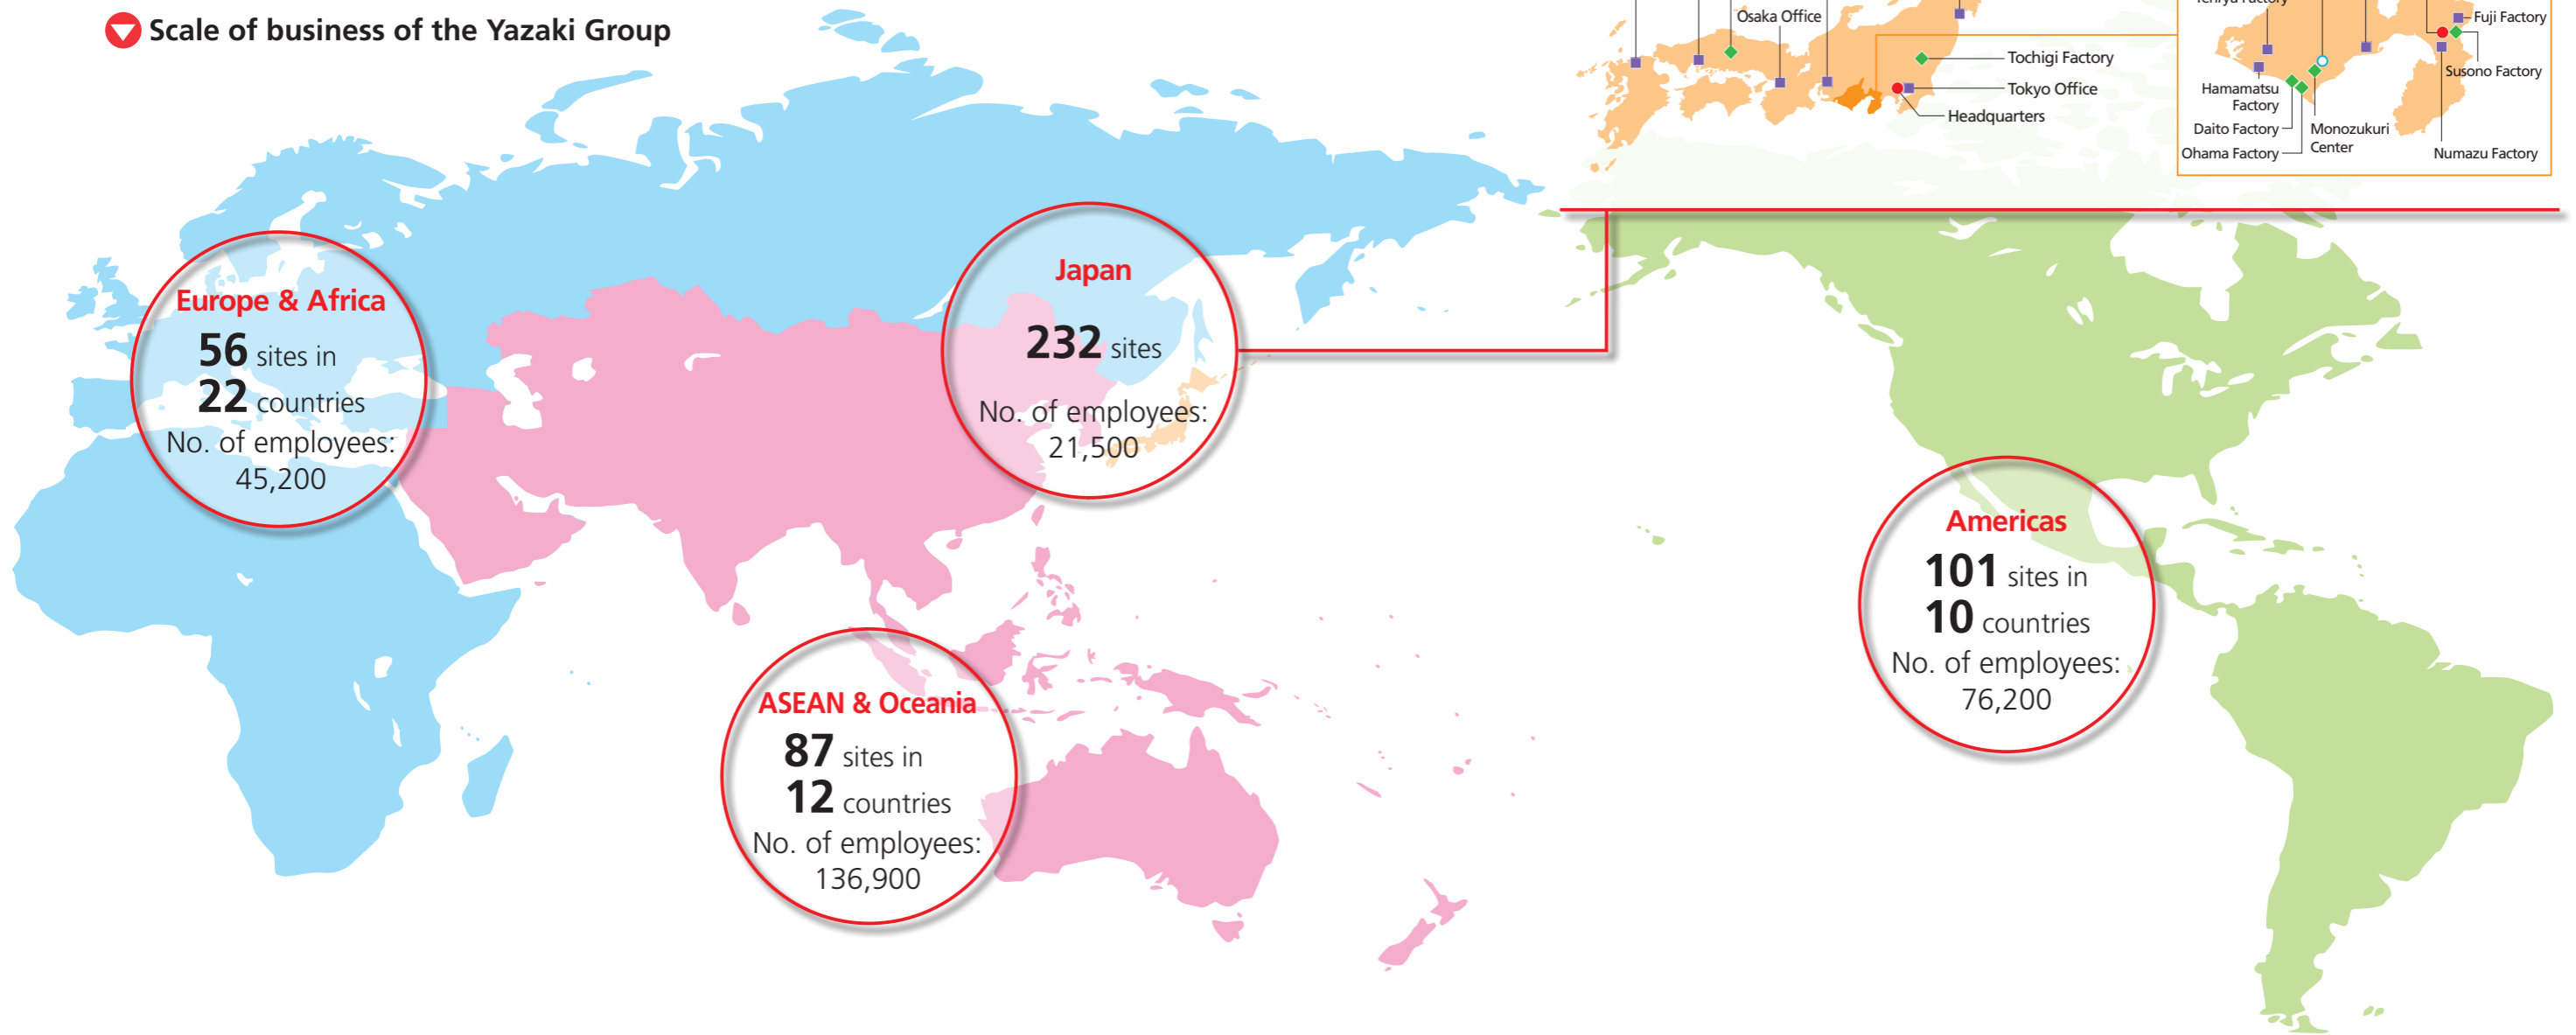 Scale of business of the Yazaki Group
Osaka Office
Tochigi Factory
Tokyo Office
Headquarters
Fuji Factory
Susono Factory
Hamamatsu
Factory
Daito Factory
Monozukuri
Center
Ohama Factory
Numazu Factory
Europe & Africa
56 sites in
22 countries
No. of employees:
45,200
Japan
232 sites
No. of employees:
21,500
ASEAN & Oceania
87 sites in
12 countries
No. of employees:
136,900
Americas
101 sites in
10 countries
No. of employees:
76,200